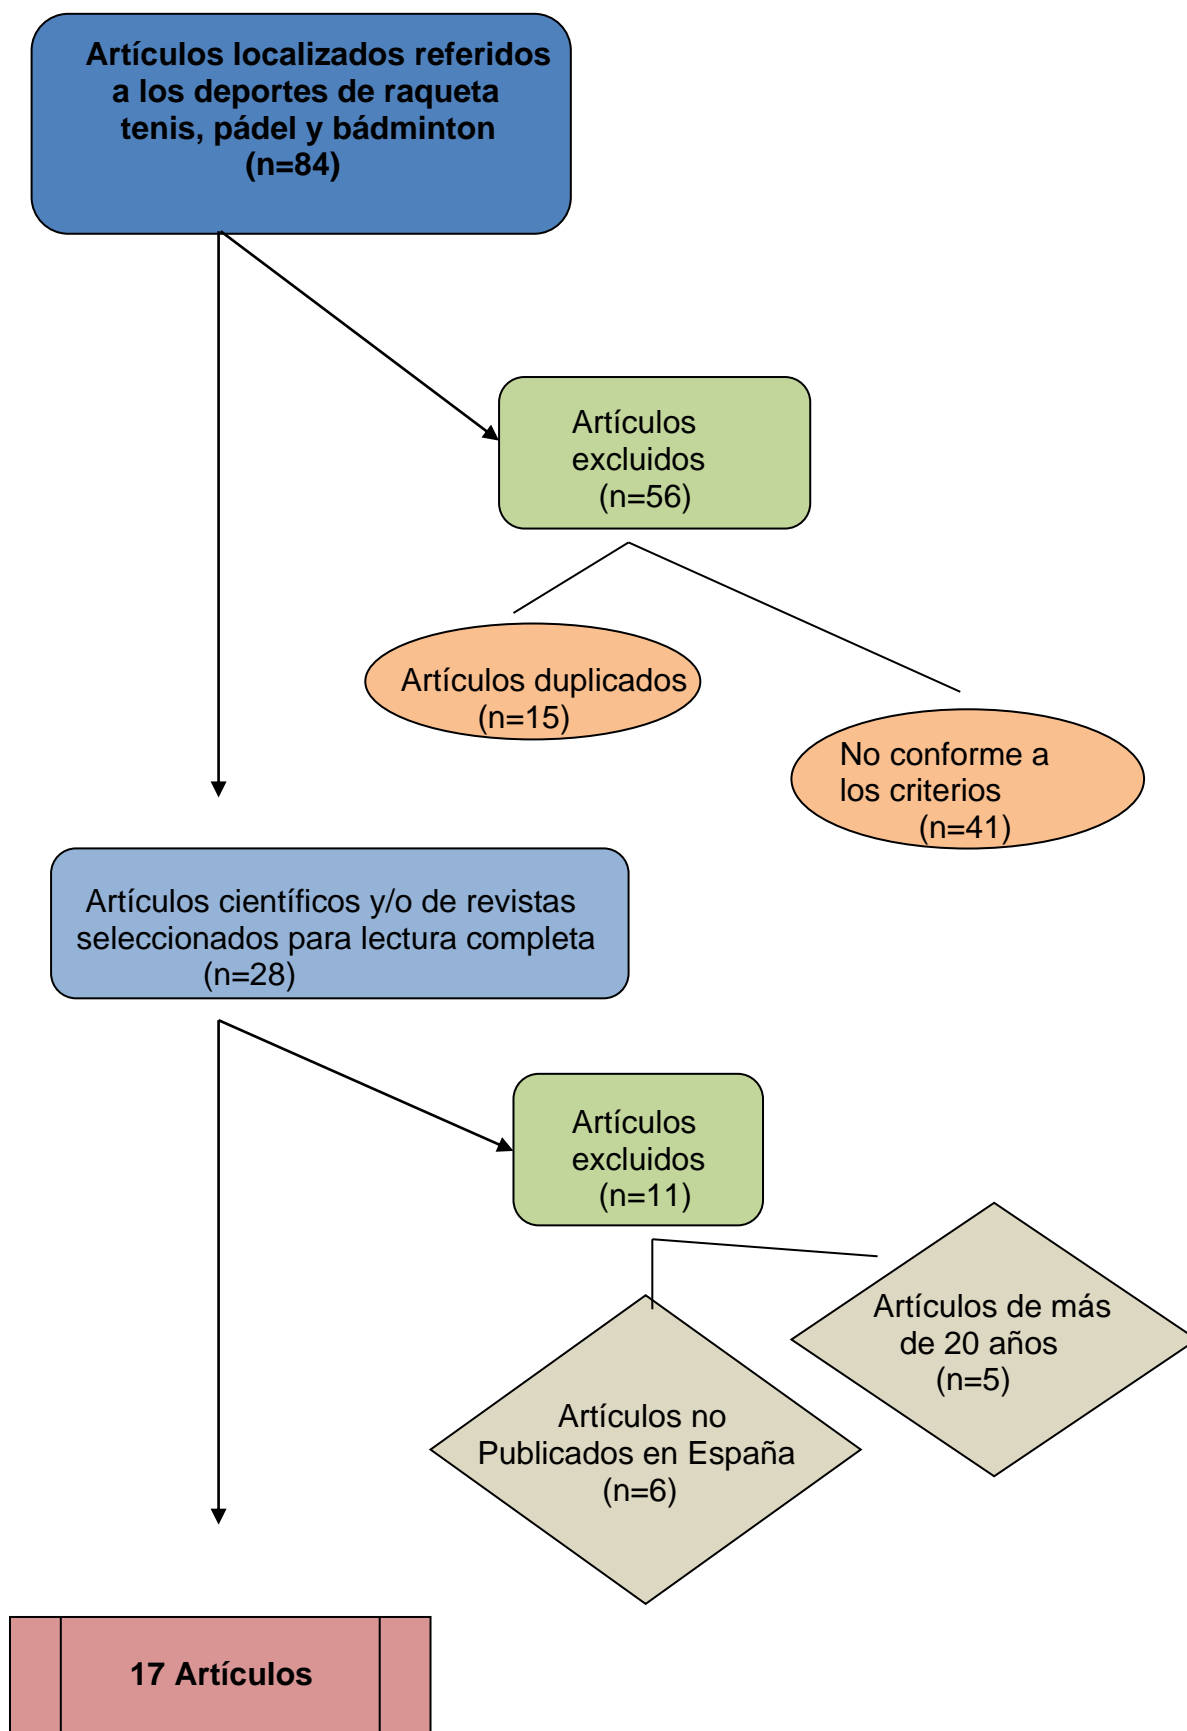 Artículos localizados referidos
a los deportes de raqueta
tenis, pádel y bádminton
(n=84)
Artículos
excluidos
(n=56)
Artículos duplicados
(n=15)
No conforme a
los criterios
(n=41)
Artículos científicos y/o de revistas
seleccionados para lectura completa
(n=28)
Artículos
excluidos
(n=11)
Artículos de más
de 20 años
(n=5)
Artículos no
Publicados en España
(n=6)
17 Artículos